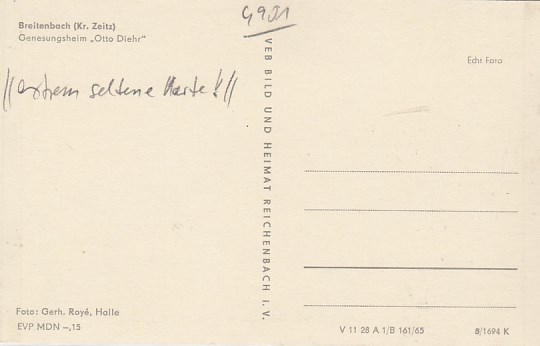 Breitenbach (Kr. Zeitz)
Genesungsheim „Otto Diehr“
//extrem seltene Karte!!//
VEB BILD UND HEIMAT REICHENBACH I. V.
Echt Foto
Foto: Gerh. Royé, Halle
EVP MDN –,15
V 11 28 A 1/B 161/65
8/1694 K